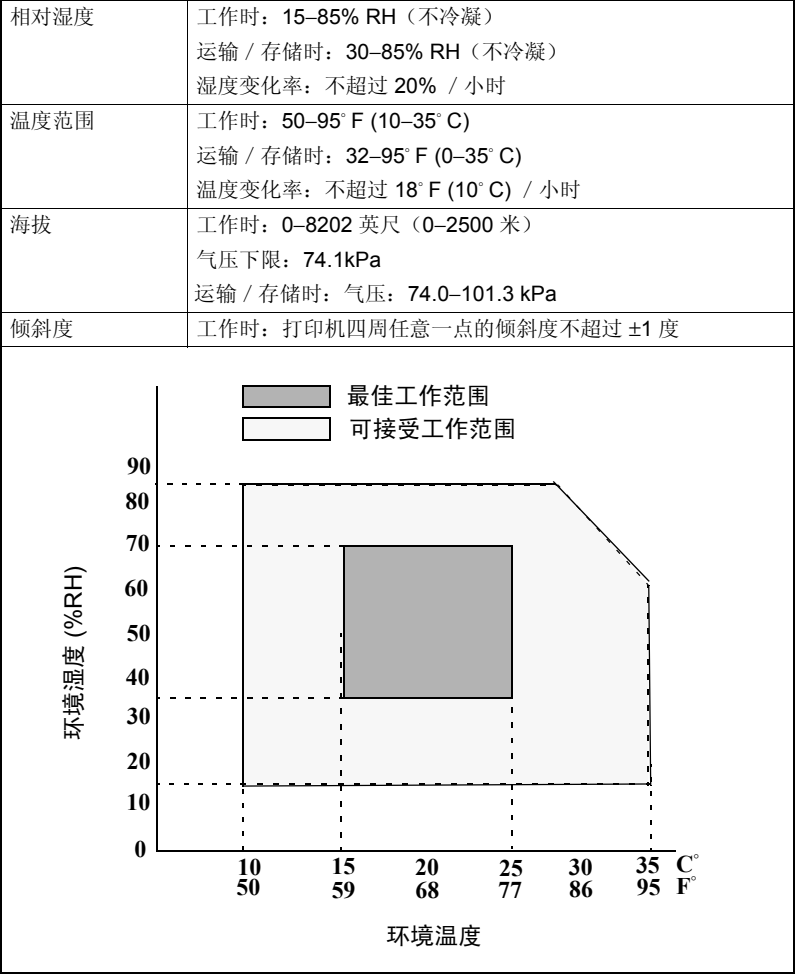 相对湿度
工作时：15–85% RH（不冷凝）
运输 / 存储时：30–85% RH（不冷凝）
湿度变化率：不超过 20% / 小时
温度范围
工作时：50–95° F (10–35° C)
运输 / 存储时：32–95° F (0–35° C)
温度变化率：不超过 18° F (10° C) / 小时
海拔
工作时：0–8202 英尺（0–2500 米）
气压下限：74.1kPa
运输 / 存储时：气压：74.0–101.3 kPa
倾斜度
工作时：打印机四周任意一点的倾斜度不超过 ±1 度
最佳工作范围
可接受工作范围
90
80
70
60
50
40
30
20
10
0
环境湿度 (%RH)
10 15 20 25 30 35 C°
50 59 68 77 86 95 F°
环境温度